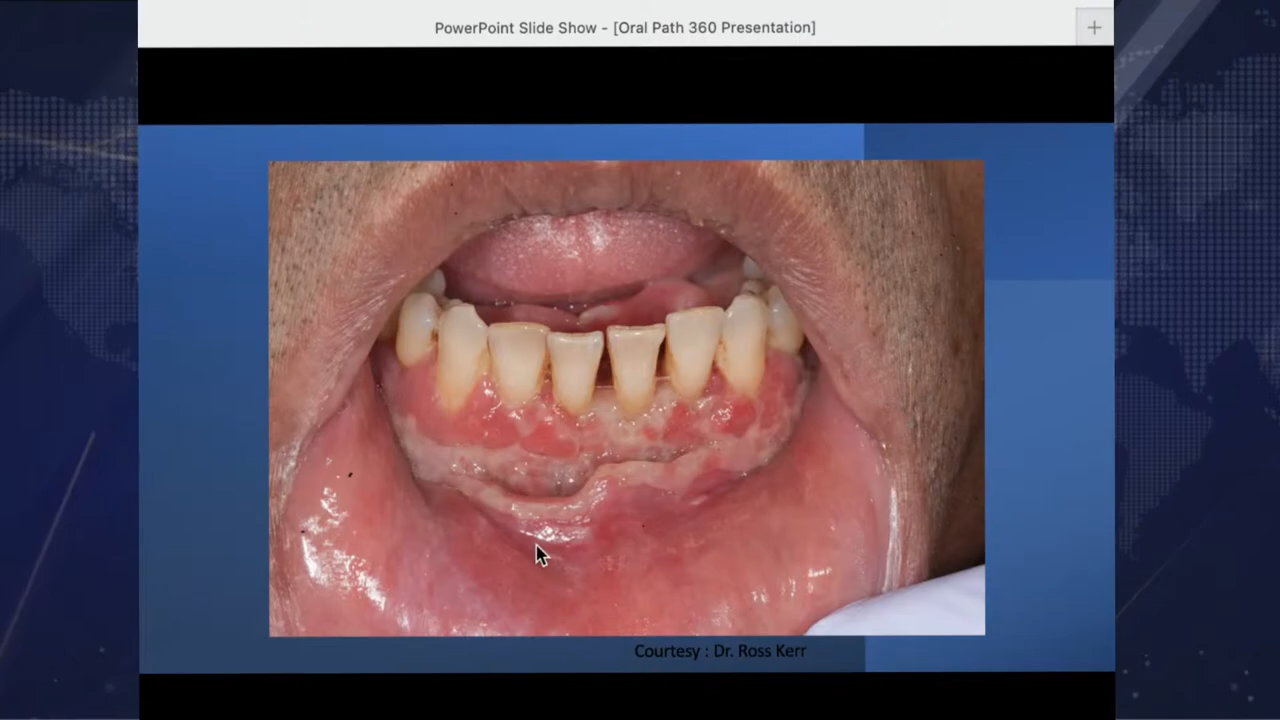 PowerPoint Slide Show - [Oral Path 360 Presentation]
Courtesy : Dr. Ross Kerr